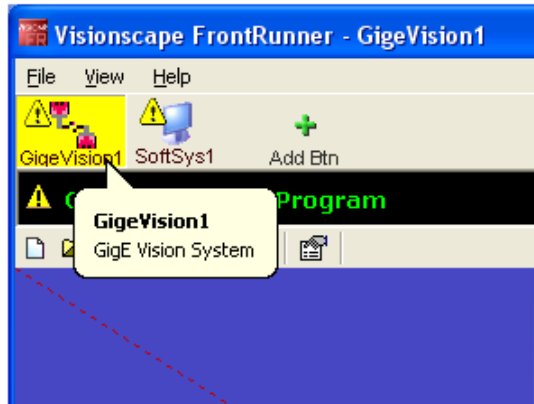 Visionscape FrontRunner - GigeVision1
File View Help
GigeVision1 SoftSys1 Add Btn
Program
GigeVision1
GigE Vision System